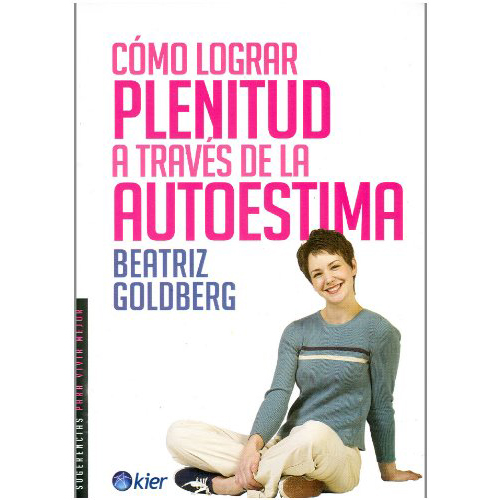 CÓMO LOGRAR
PLENITUD
A TRAVÉS DE LA
AUTOESTIMA
BEATRIZ
GOLDBERG
SUGERENCIAS PARA VIVIR MEJOR
kier